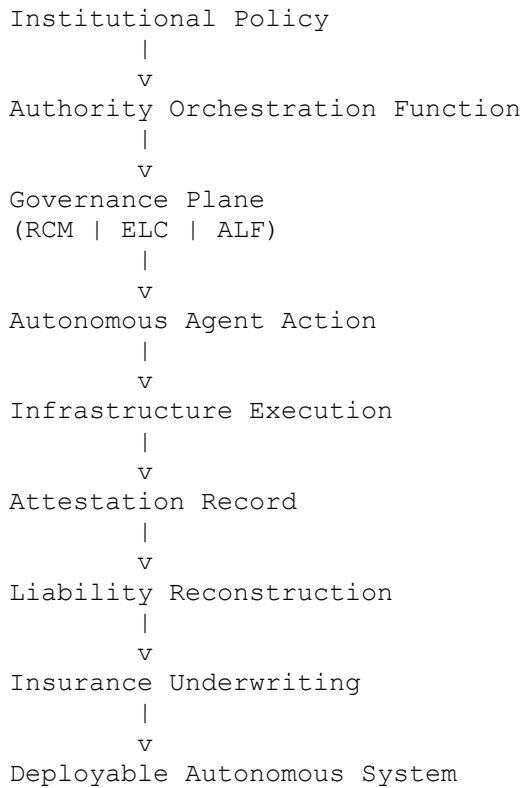 Institutional Policy
|
v
Authority Orchestration Function
|
v
Governance Plane
(RCM | ELC | ALF)
|
v
Autonomous Agent Action
|
v
Infrastructure Execution
|
v
Attestation Record
|
v
Liability Reconstruction
|
v
Insurance Underwriting
|
v
Deployable Autonomous System